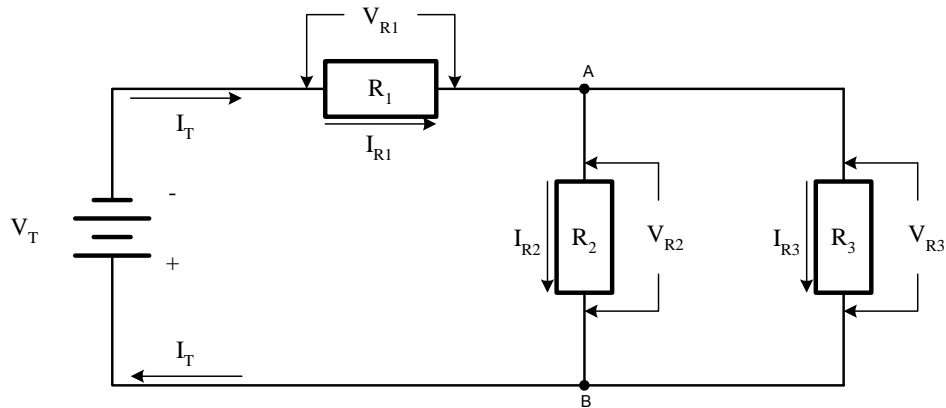 V_R1
A
R_1
I_T
I_R1
-
V_T
+
I_R2
R_2
V_R2
I_R3
R_3
V_R3
I_T
B